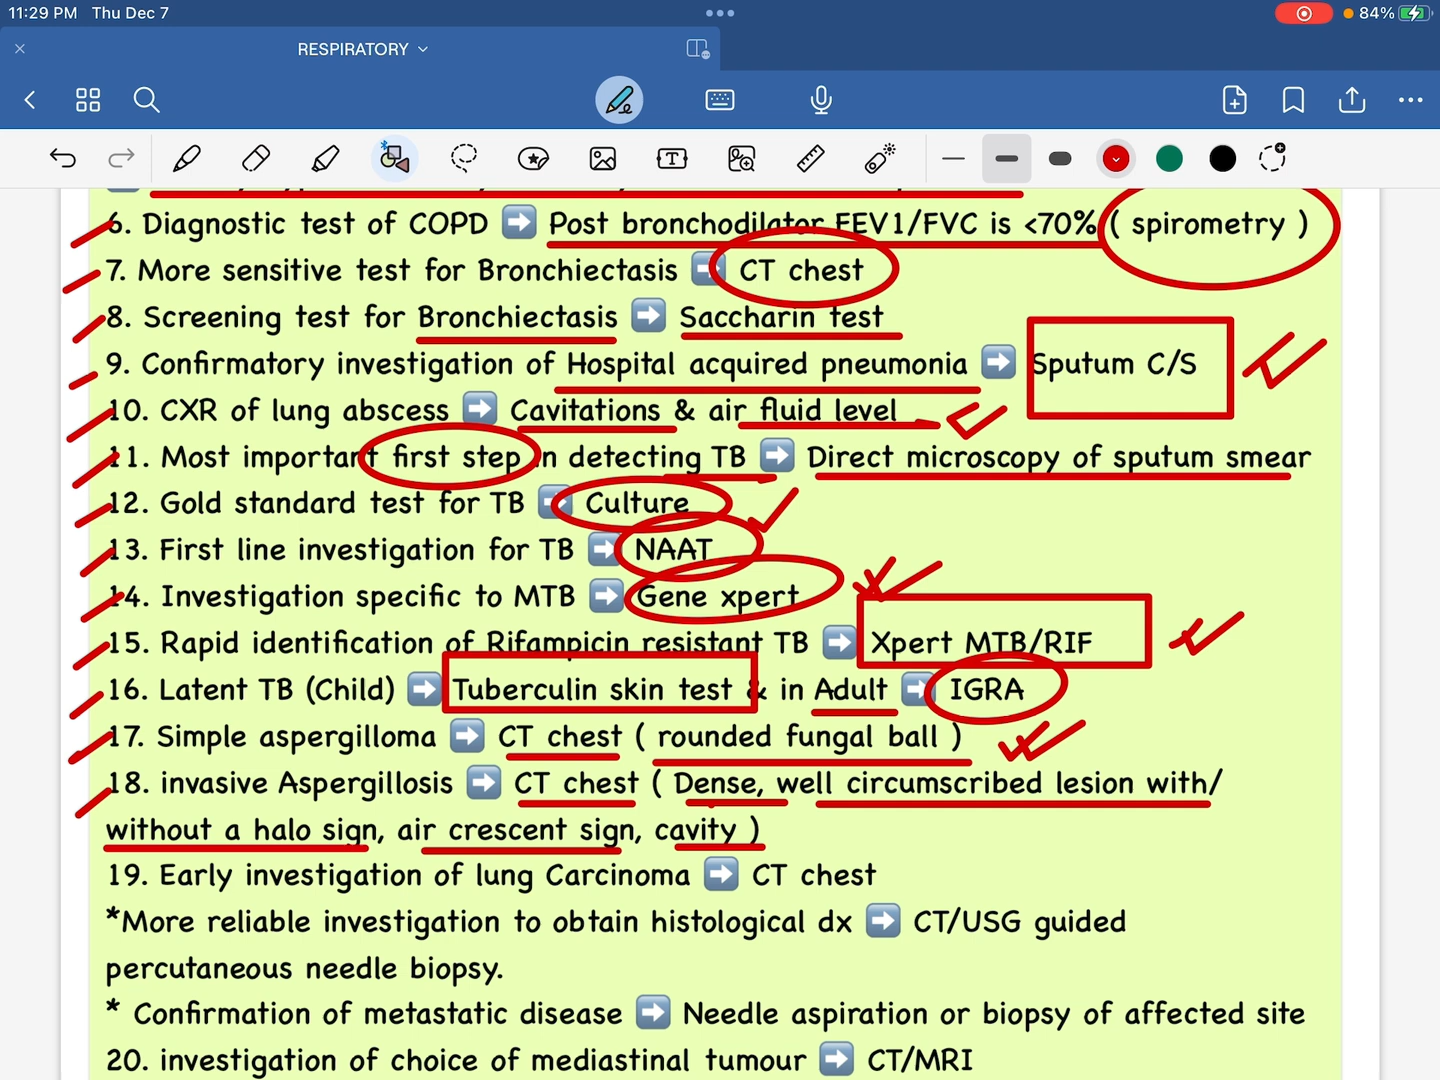 11:29 PM Thu Dec 7
84%
RESPIRATORY
6. Diagnostic test of COPD ➡️ Post bronchodilator FEV1/FVC is <70% ( spirometry )
7. More sensitive test for Bronchiectasis ➡️ CT chest
8. Screening test for Bronchiectasis ➡️ Saccharin test
9. Confirmatory investigation of Hospital acquired pneumonia ➡️ Sputum C/S
10. CXR of lung abscess ➡️ Cavitations & air fluid level
11. Most important first step in detecting TB ➡️ Direct microscopy of sputum smear
12. Gold standard test for TB ➡️ Culture
13. First line investigation for TB ➡️ NAAT
14. Investigation specific to MTB ➡️ Gene xpert
15. Rapid identification of Rifampicin resistant TB ➡️ Xpert MTB/RIF
16. Latent TB (Child) ➡️ Tuberculin skin test & in Adult ➡️ IGRA
17. Simple aspergilloma ➡️ CT chest ( rounded fungal ball )
18. invasive Aspergillosis ➡️ CT chest ( Dense, well circumscribed lesion with/
without a halo sign, air crescent sign, cavity )
19. Early investigation of lung Carcinoma ➡️ CT chest
*More reliable investigation to obtain histological dx ➡️ CT/USG guided
percutaneous needle biopsy.
* Confirmation of metastatic disease ➡️ Needle aspiration or biopsy of affected site
20. investigation of choice of mediastinal tumour ➡️ CT/MRI